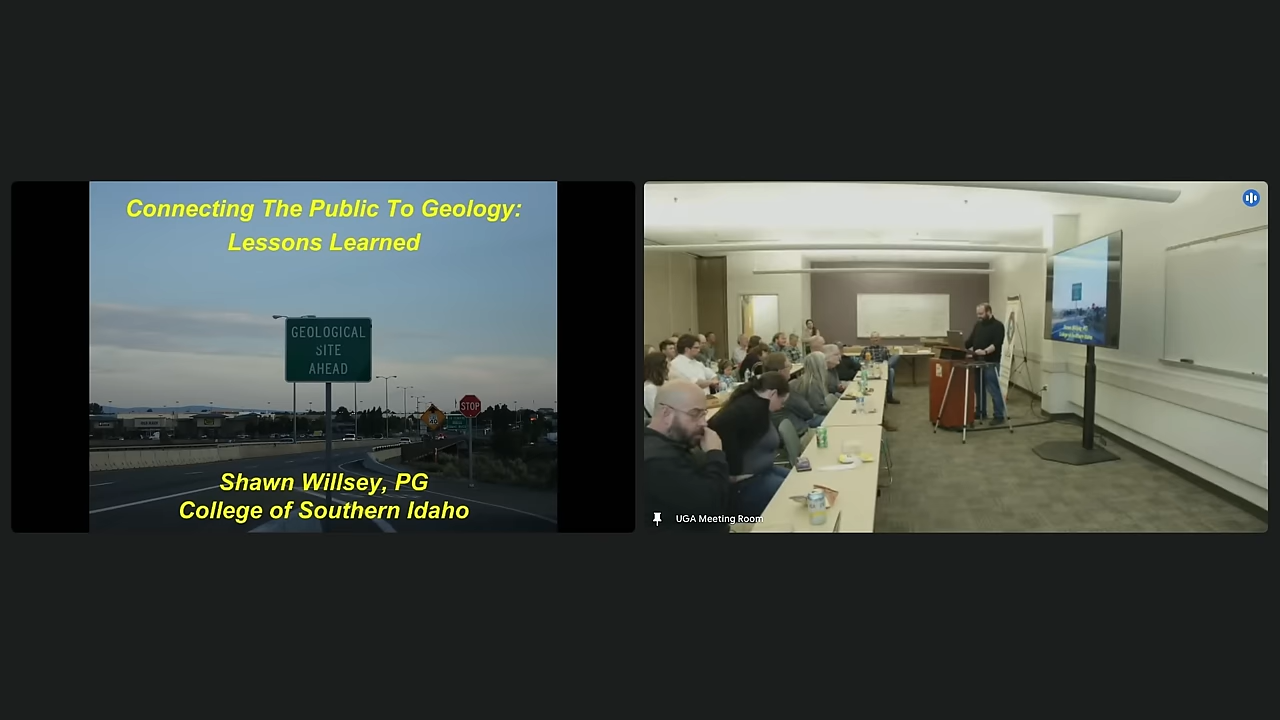 Connecting The Public To Geology:
Lessons Learned
GEOLOGICAL
SITE
AHEAD
STOP
Shawn Willsey, PG
College of Southern Idaho
UGA Meeting Room